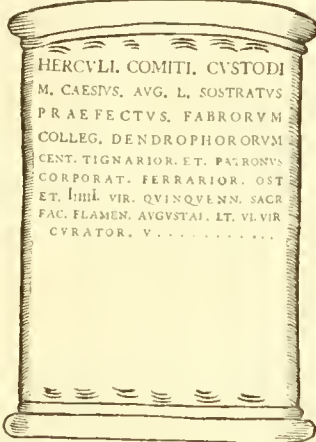 HERCVLI. COMITI. CVSTODI
M. CAESIVS. AVG. L. SOSTRATVS
PRAEFECTVS. FABRORVM
COLLEG. DENDROPHORORVM
CENT. TIGNARIOR. ET. PATRONVS
CORPORAT. FERRARIOR. OST
ET. IIIIII. VIR. QVINQVENN. SACR
FAC. FLAMEN. AVGVSTAL. ET. VI. VIR
CVRATOR. V . . . . . . . . . . .